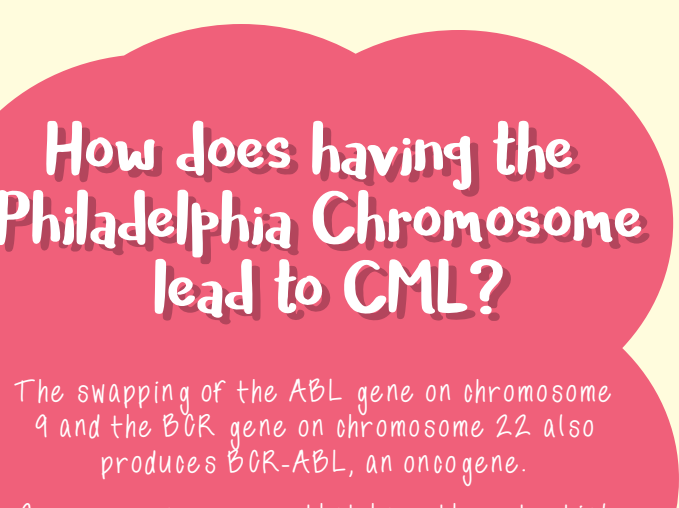 How does having the
Philadelphia Chromosome
lead to CML?
The swapping of the ABL gene on chromosome
9 and the BCR gene on chromosome 22 also
produces BCR-ABL, an oncogene.